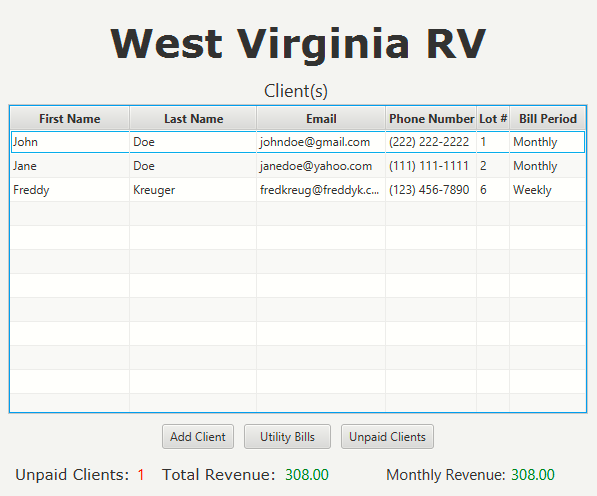 West Virginia RV
Client(s)
First Name Last Name Email Phone Number Lot # Bill Period
John Doe johndoe@gmail.com (222) 222-2222 1 Monthly
Jane Doe janedoe@yahoo.com (111) 111-1111 2 Monthly
Freddy Kreuger fredkreug@freddyk.c... (123) 456-7890 6 Weekly
Add Client Utility Bills Unpaid Clients
Unpaid Clients: 1 Total Revenue: 308.00 Monthly Revenue: 308.00